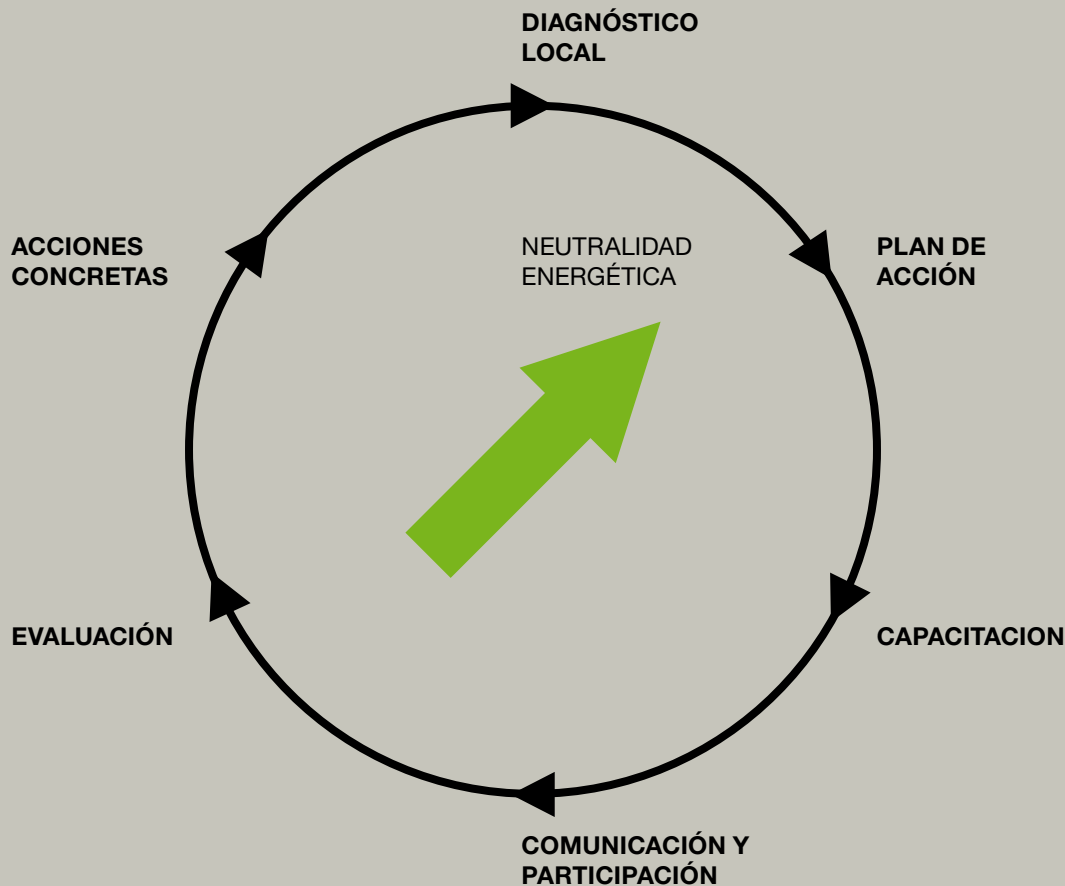 DIAGNÓSTICO
LOCAL
ACCIONES
CONCRETAS
NEUTRALIDAD
ENERGÉTICA
PLAN DE
ACCIÓN
EVALUACIÓN
CAPACITACION
COMUNICACIÓN Y
PARTICIPACIÓN